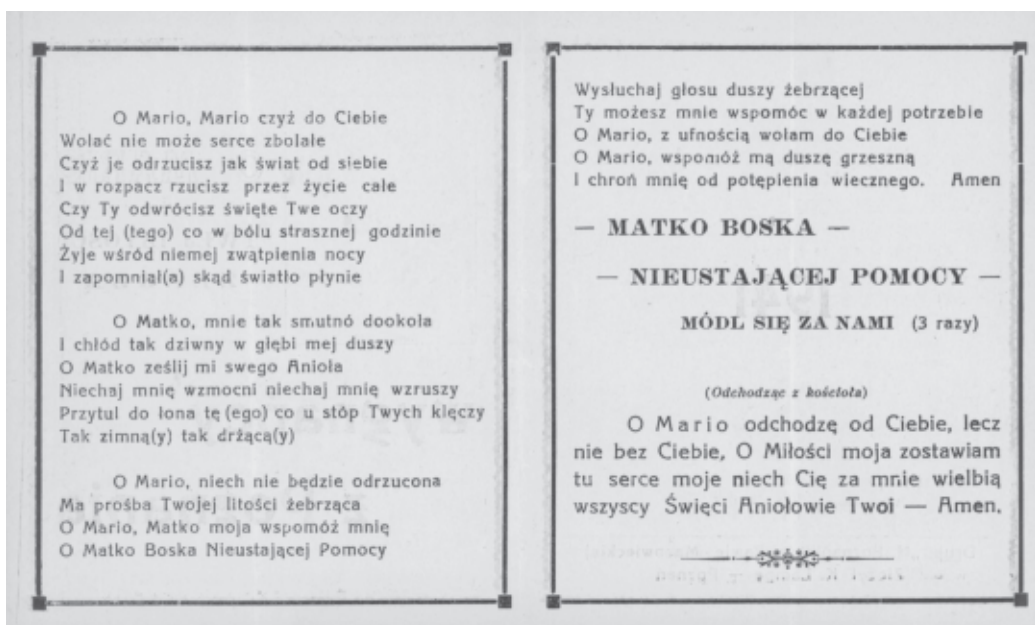 O Mario, Mario czyż do Ciebie
Wołać nie może serce zbolałe
Czyż je odrzucisz jak świat od siebie
I w rozpacz rzucisz przez życie całe
Czy Ty odwrócisz święte Twe oczy
Od tej (tego) co w bólu strasznej godzinie
Żyje wśród niemej zwątpienia nocy
I zapomniał(a) skąd światło płynie
O Matko, mnie tak smutnó dookoła
I chłód tak dziwny w głębi mej duszy
O Matko ześlij mi swego Anioła
Niechaj mnię wzmocni niechaj mnię wzruszy
Przytul do łona tę (ego) co u stóp Twych klęczy
Tak zimną(y) tak drżącą(y)
O Mario, niech nie będzie odrzucona
Ma prośba Twojej litości żebrząca
O Mario, Matko moja wspomóż mnię
O Matko Boska Nieustającej Pomocy
Wysłuchaj głosu duszy żebrzącej
Ty możesz mnie wspomóc w każdej potrzebie
O Mario, z ufnością wołam do Ciebie
O Mario, wspomóż mą duszę grzeszną
I chroń mnię od potępienia wiecznego. Amen
— MATKO BOSKA —
— NIEUSTAJĄCEJ POMOCY —
MÓDL SIĘ ZA NAMI (3 razy)
(Odchodząc z kościoła)
O Mario odchodzę od Ciebie, lecz
nie bez Ciebie, O Miłości moja zostawiam
tu serce moje niech Cię za mnie wielbią
wszyscy Święci Aniołowie Twoi — Amen.